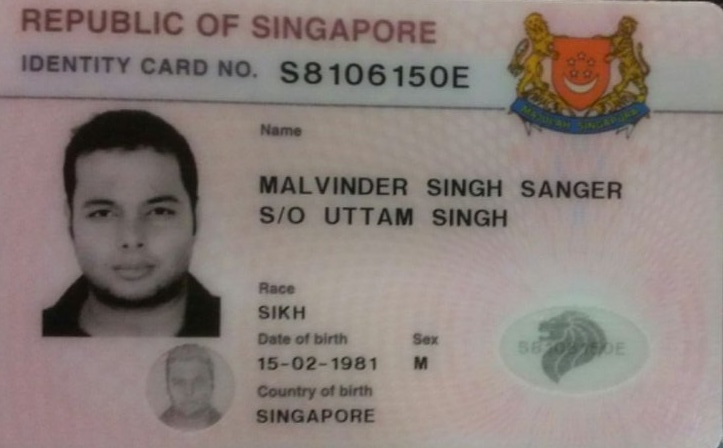 REPUBLIC OF SINGAPORE
IDENTITY CARD NO. S8106150E
MAJULAH SINGAPURA
Name
MALVINDER SINGH SANGER
S/O UTTAM SINGH
Race
SIKH
Date of birth Sex
15-02-1981 M
Country of birth
SINGAPORE